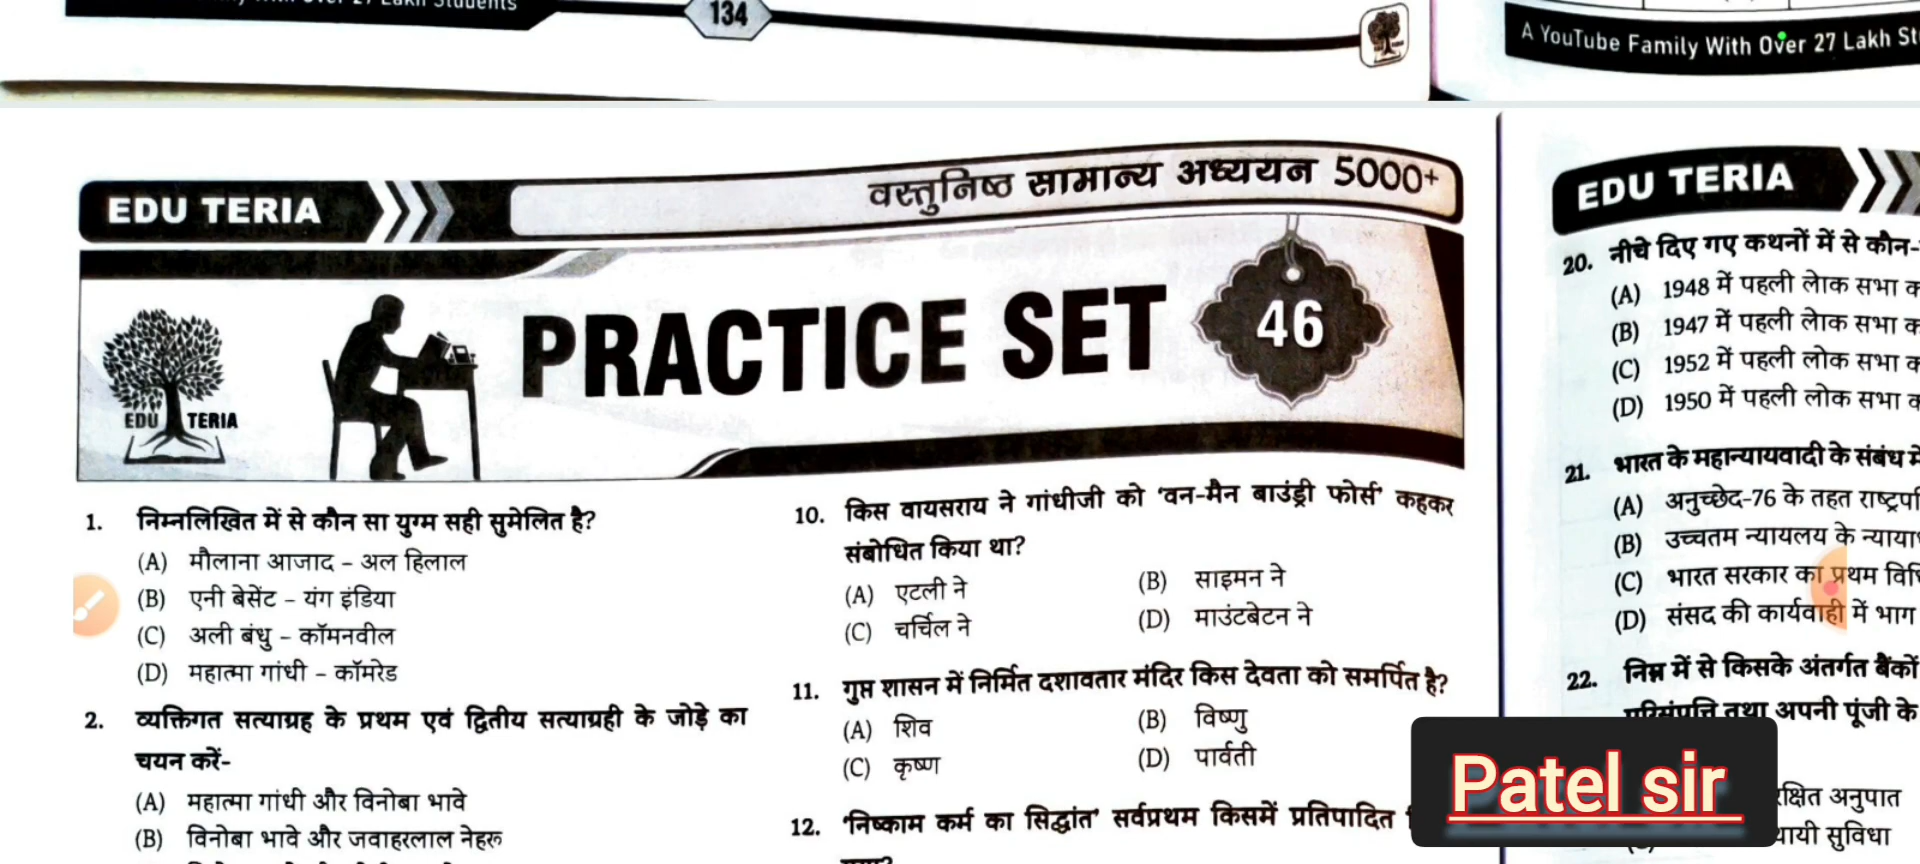 134
A YouTube Family With Over 27 Lakh
EDU TERIA
वस्तुनिष्ठ सामान्य अध्ययन 5000+
EDU TERIA
PRACTICE SET
46
1. निम्नलिखित में से कौन सा युग्म सही सुमेलित है?
(A) मौलाना आजाद – अल हिलाल
(B) एनी बेसेंट – यंग इंडिया
(C) अली बंधु – कॉमनवील
(D) महात्मा गांधी – कॉमरेड
2. व्यक्तिगत सत्याग्रह के प्रथम एवं द्वितीय सत्याग्रही के जोड़े का
चयन करें-
(A) महात्मा गांधी और विनोबा भावे
(B) विनोबा भावे और जवाहरलाल नेहरू
10. किस वायसराय ने गांधीजी को ‘वन-मैन बाउंड्री फोर्स’ कहकर
संबोधित किया था?
(A) एटली ने
(B) साइमन ने
(C) चर्चिल ने
(D) माउंटबेटन ने
11. गुप्त शासन में निर्मित दशावतार मंदिर किस देवता को समर्पित है?
(A) शिव
(B) विष्णु
(C) कृष्ण
(D) पार्वती
12. ‘निष्काम कर्म का सिद्धांत’ सर्वप्रथम किसमें प्रतिपादित
EDU TERIA
20. नीचे दिए गए कथनों में से कौन-
(A) 1948 में पहली लोक सभा
(B) 1947 में पहली लोक सभा
(C) 1952 में पहली लोक सभा
(D) 1950 में पहली लोक सभा
21. भारत के महान्यायवादी के संबंध
(A) अनुच्छेद-76 के तहत
(B) उच्चतम न्यायलय के
(C) भारत सरकार का प्रथम
(D) संसद की कार्यवाही में भाग
22. निम्न में से किसके अंतर्गत बैंकों
परिसंपत्ति तथा अपनी पूंजी के
अनुपात
सुविधा
Patel sir